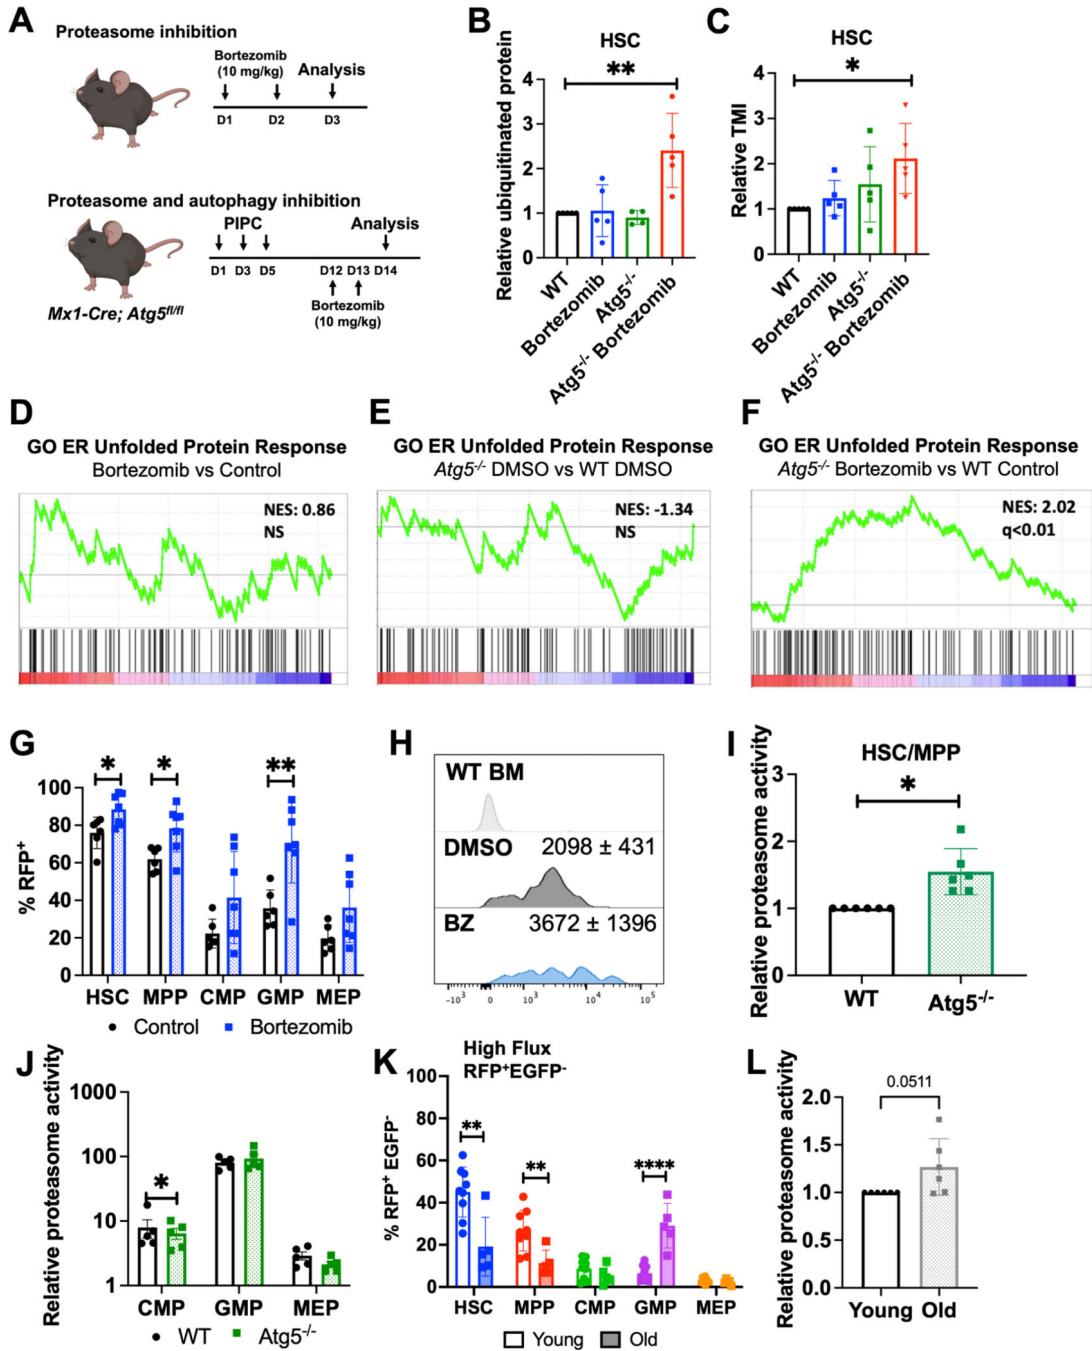 A
Proteasome inhibition
Bortezomib
(10 mg/kg)
Analysis
D1
D2
D3
Proteasome and autophagy inhibition
PIPC
Analysis
D1
D3
D5
D12
D13
D14
Bortezomib
(10 mg/kg)
Mx1-Cre; Atg5fl/fl
B
HSC
**
Relative ubiquitinated protein
4
3
2
1
0
WT
Bortezomib
Atg5-/-
Atg5-/- Bortezomib
C
HSC
*
Relative TMI
4
3
2
1
0
WT
Bortezomib
Atg5-/-
Atg5-/- Bortezomib
D
GO ER Unfolded Protein Response
Bortezomib vs Control
NES: 0.86
NS
E
GO ER Unfolded Protein Response
Atg5-/- DMSO vs WT DMSO
NES: -1.34
NS
F
GO ER Unfolded Protein Response
Atg5-/- Bortezomib vs WT Control
NES: 2.02
q<0.01
G
% RFP+
100
80
60
40
20
0
*
*
**
HSC
MPP
CMP
GMP
MEP
Control
Bortezomib
H
WT BM
DMSO
2098 ± 431
BZ
3672 ± 1396
-10³
0
10³
10⁴
10⁵
I
HSC/MPP
*
Relative proteasome activity
3
2
1
0
WT
Atg5-/-
J
Relative proteasome activity
1000
100
10
1
*
CMP
GMP
MEP
WT
Atg5-/-
K
High Flux
RFP+EGFP-
% RFP+ EGFP-
100
80
60
40
20
0
**
**
****
HSC
MPP
CMP
GMP
MEP
Young
Old
L
0.0511
Relative proteasome activity
2.0
1.5
1.0
0.5
0.0
Young
Old